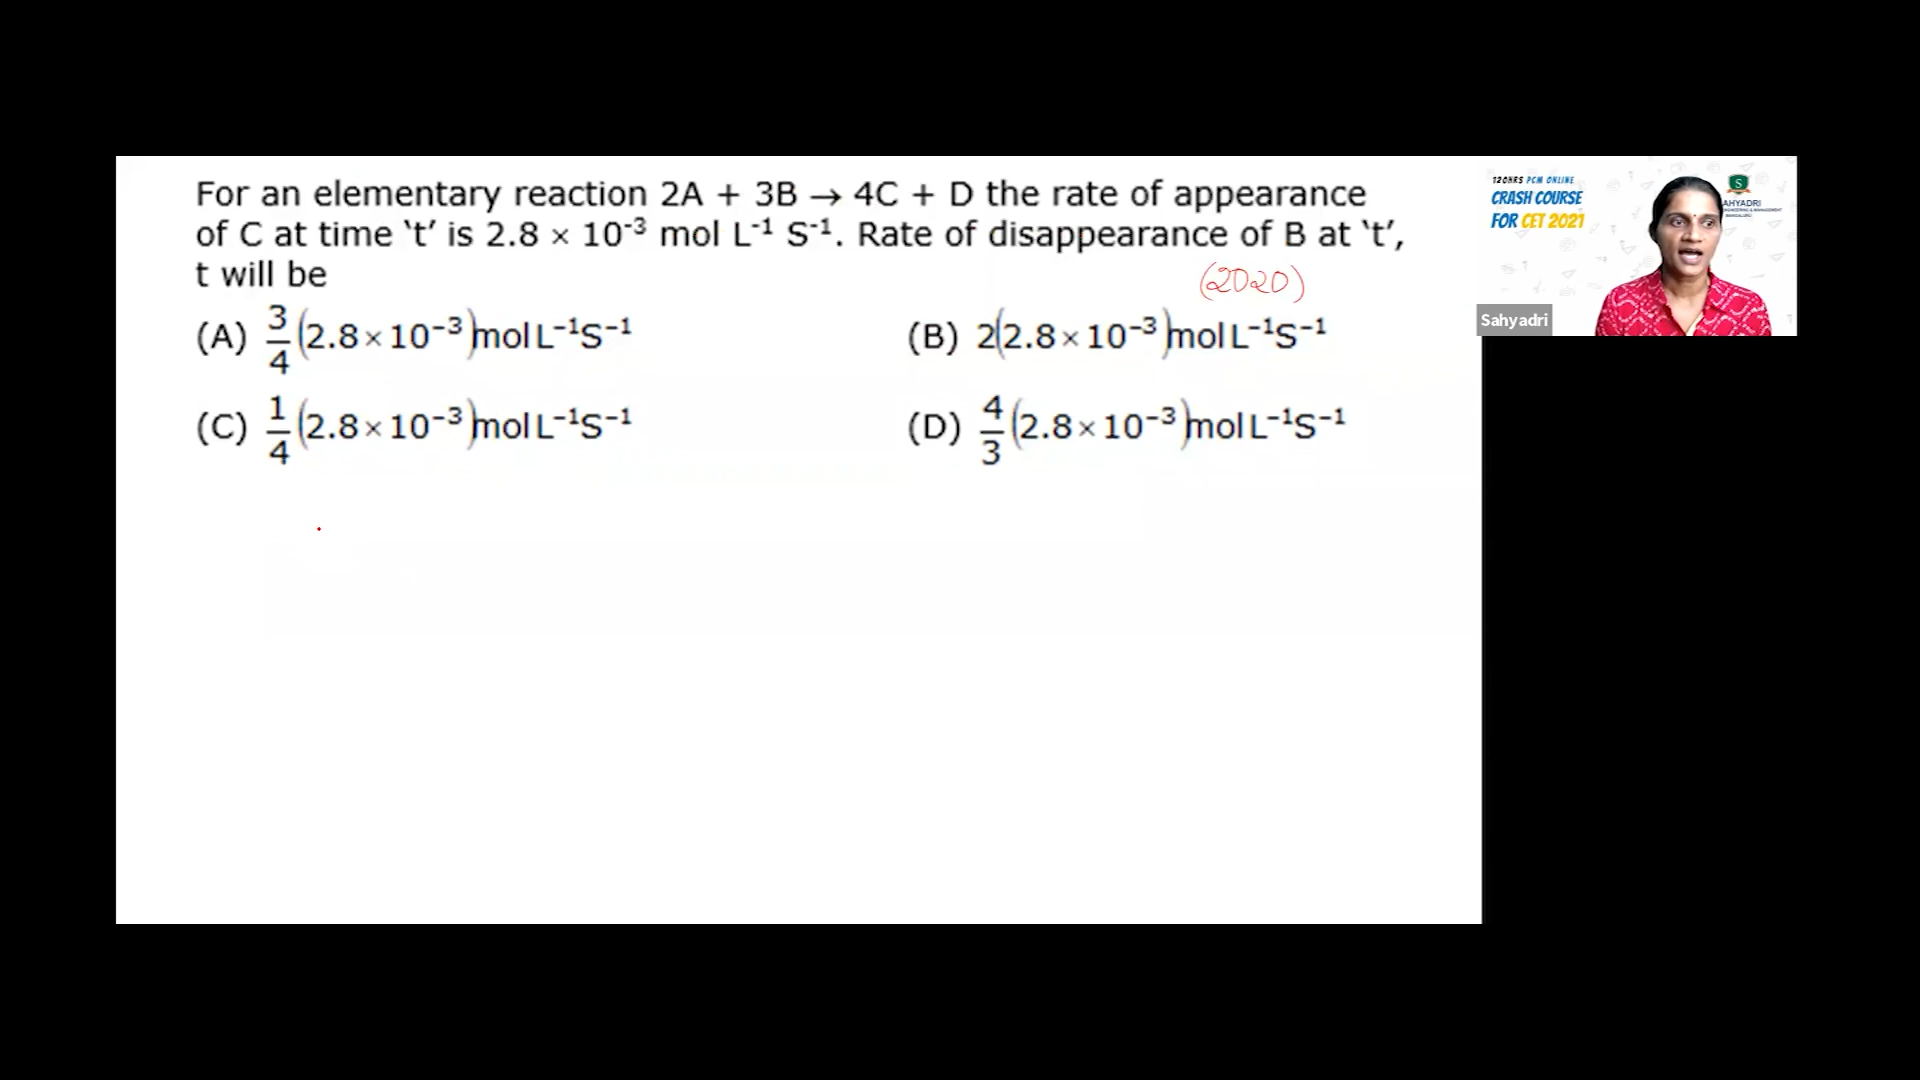 For an elementary reaction 2A + 3B → 4C + D the rate of appearance
of C at time ‘t’ is 2.8 × 10⁻³ mol L⁻¹ S⁻¹. Rate of disappearance of B at ‘t’,
t will be
(2020)
(A) 3/4 (2.8 × 10⁻³) mol L⁻¹S⁻¹
(B) 2(2.8 × 10⁻³) mol L⁻¹S⁻¹
(C) 1/4 (2.8 × 10⁻³) mol L⁻¹S⁻¹
(D) 4/3 (2.8 × 10⁻³) mol L⁻¹S⁻¹
120HRS PCM ONLINE
CRASH COURSE
FOR CET 2021
S
AHYADRI
Sahyadri